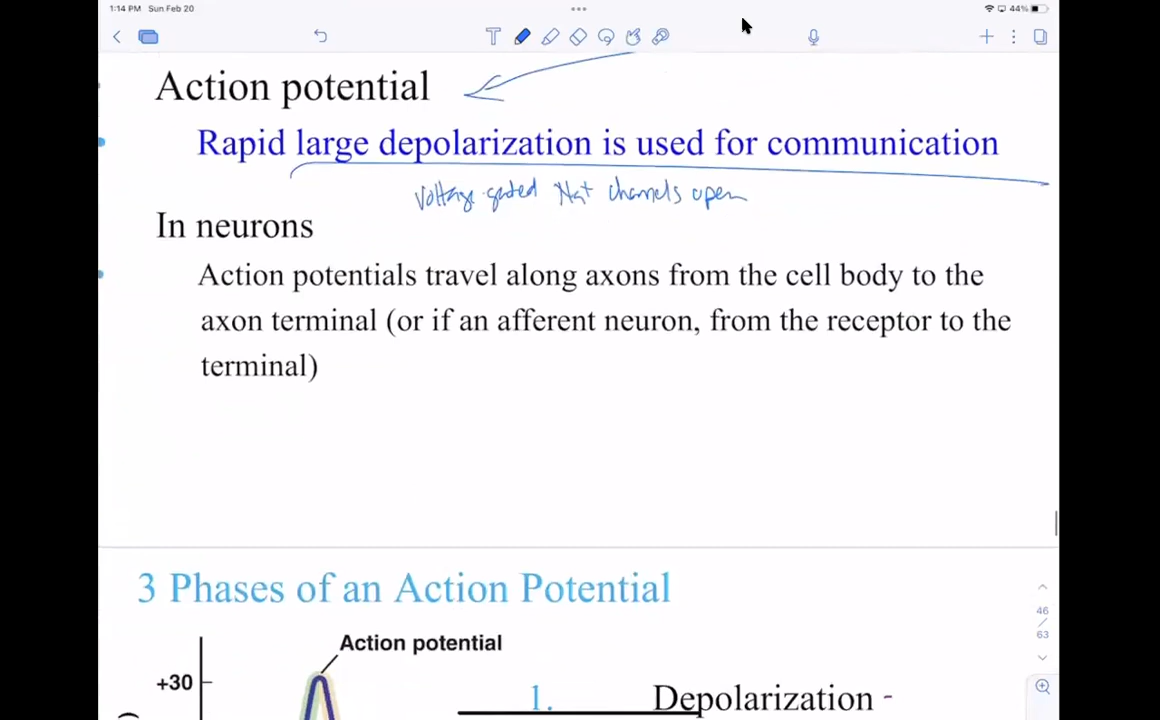 1:14 PM Sun Feb 20
44%
T
Action potential
Rapid large depolarization is used for communication
Voltage-gated Na+ channels open
In neurons
Action potentials travel along axons from the cell body to the
axon terminal (or if an afferent neuron, from the receptor to the
terminal)
3 Phases of an Action Potential
46
/
63
Action potential
+30
1. Depolarization -